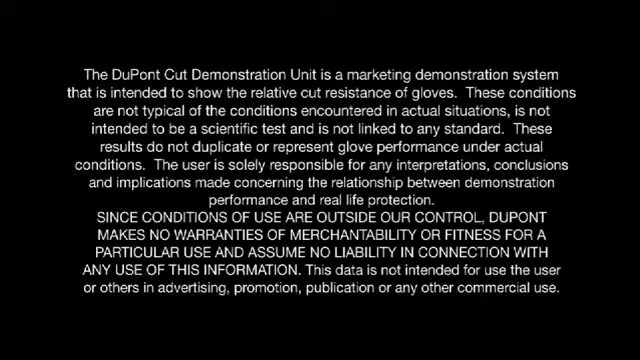 The DuPont Cut Demonstration Unit is a marketing demonstration system
that is intended to show the relative cut resistance of gloves.  These conditions
are not typical of the conditions encountered in actual situations, is not
intended to be a scientific test and is not linked to any standard.  These
results do not duplicate or represent glove performance under actual
conditions.  The user is solely responsible for any interpretations, conclusions
and implications made concerning the relationship between demonstration
performance and real life protection.
SINCE CONDITIONS OF USE ARE OUTSIDE OUR CONTROL, DUPONT
MAKES NO WARRANTIES OF MERCHANTABILITY OR FITNESS FOR A
PARTICULAR USE AND ASSUME NO LIABILITY IN CONNECTION WITH
ANY USE OF THIS INFORMATION. This data is not intended for use the user
or others in advertising, promotion, publication or any other commercial use.